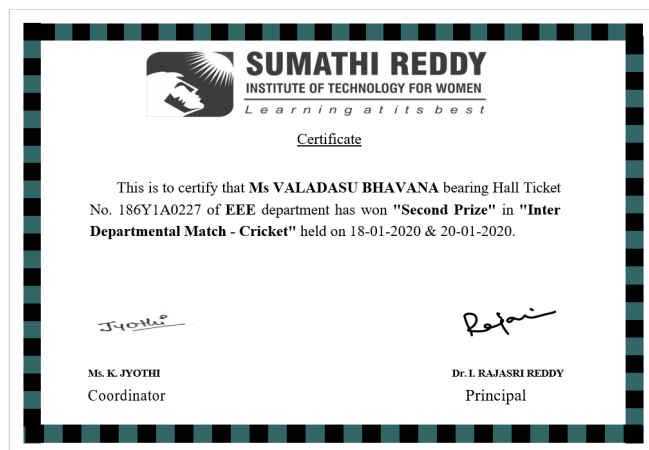 SUMATHI REDDY
INSTITUTE OF TECHNOLOGY FOR WOMEN
Learning at its best
Certificate
This is to certify that Ms VALADASU BHAVANA bearing Hall Ticket
No. 186Y1A0227 of EEE department has won "Second Prize" in "Inter
Departmental Match - Cricket" held on 18-01-2020 & 20-01-2020.
Jyothi
Rajasri
Ms. K. JYOTHI
Dr. I. RAJASRI REDDY
Coordinator
Principal